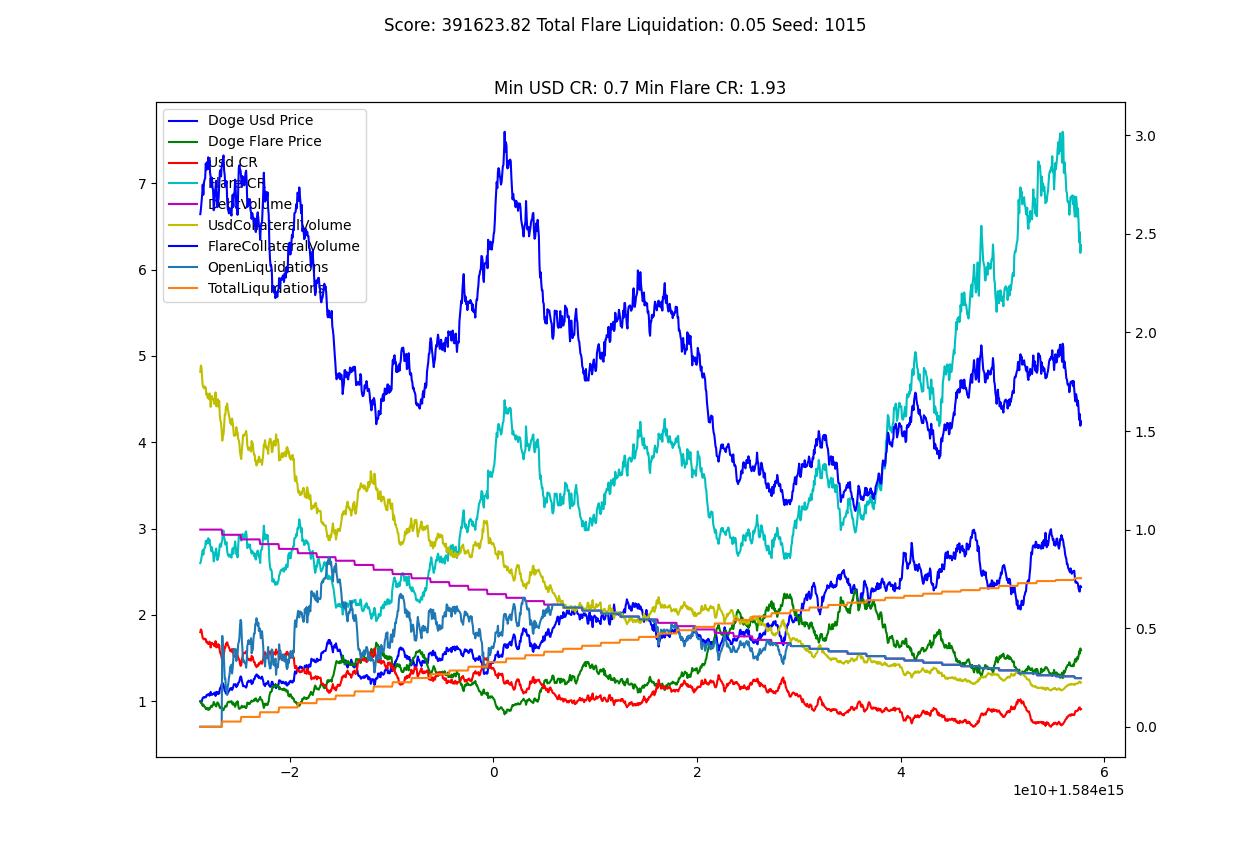 Score: 391623.82 Total Flare Liquidation: 0.05 Seed: 1015
Min USD CR: 0.7 Min Flare CR: 1.93
Doge Usd Price
Doge Flare Price
Usd CR
Flare CR
DebtVolume
UsdCollateralVolume
FlareCollateralVolume
OpenLiquidations
TotalLiquidations
7
6
5
4
3
2
1
3.0
2.5
2.0
1.5
1.0
0.5
0.0
−2
0
2
4
6
1e10+1.584e15